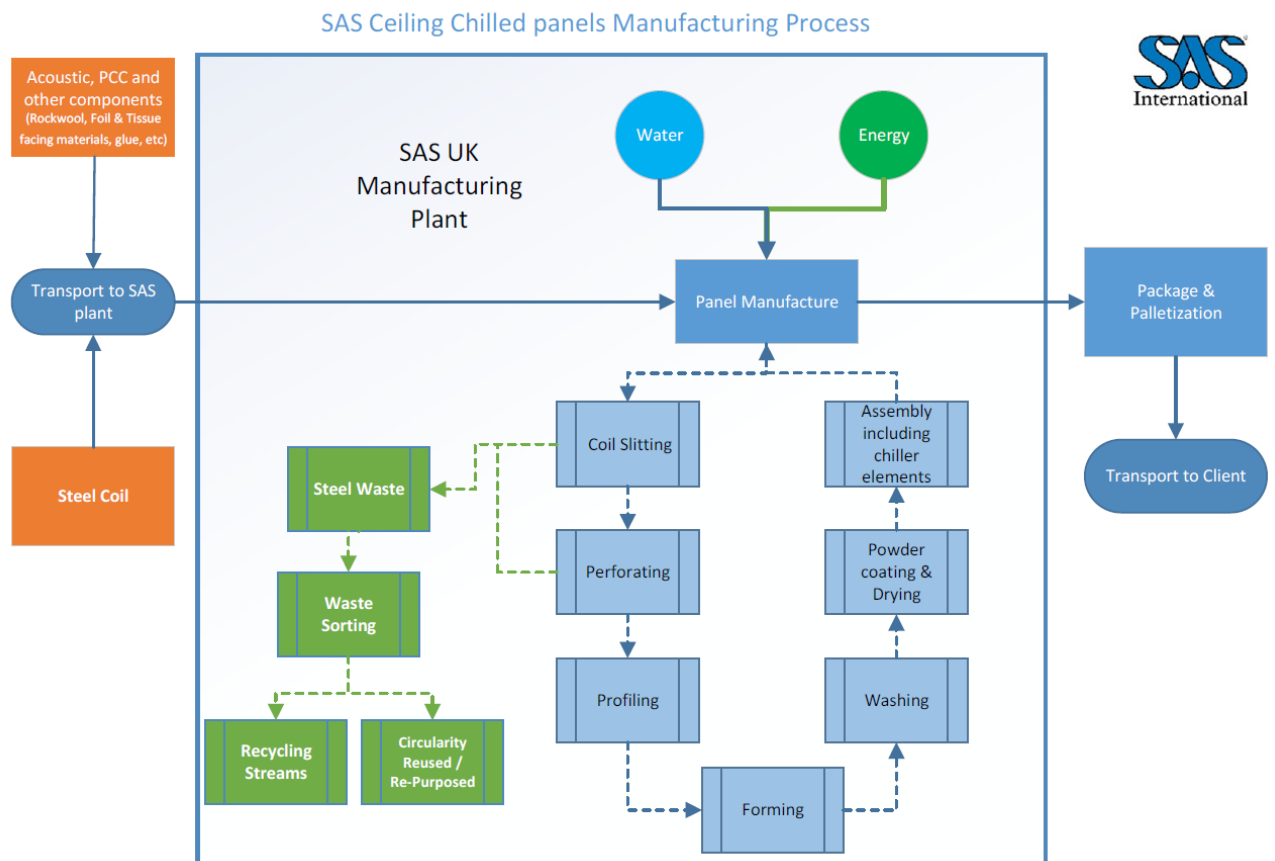 SAS Ceiling Chilled panels Manufacturing Process
SAS
International
Acoustic, PCC and
other components
(Rockwool, Foil & Tissue
facing materials, glue, etc)
Water
Energy
SAS UK
Manufacturing
Plant
Transport to SAS
plant
Panel Manufacture
Package &
Palletization
Steel Coil
Steel Waste
Coil Slitting
Assembly
including
chiller
elements
Transport to Client
Waste
Sorting
Perforating
Powder
coating &
Drying
Profiling
Washing
Recycling
Streams
Circularity
Reused /
Re-Purposed
Forming